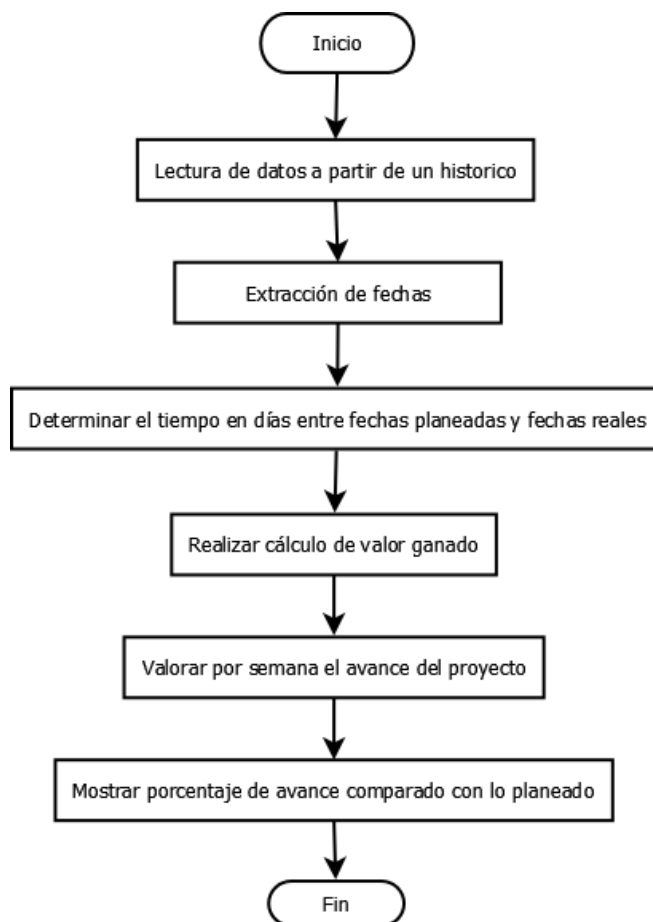 Inicio
Lectura de datos a partir de un historico
Extracción de fechas
Determinar el tiempo en días entre fechas planeadas y fechas reales
Realizar cálculo de valor ganado
Valorar por semana el avance del proyecto
Mostrar porcentaje de avance comparado con lo planeado
Fin